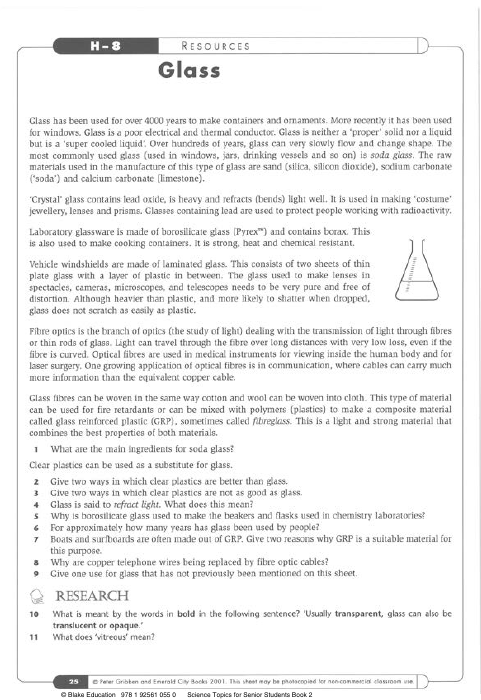 H-8 RESOURCES
Glass
Glass has been used for over 4000 years to make containers and ornaments. More recently it has been used
for windows. Glass is a poor electrical and thermal conductor. Glass is neither a 'proper' solid nor a liquid
but is a 'super cooled liquid'. Over hundreds of years, glass can very slowly flow and change shape. The
most commonly used glass (used in windows, jars, drinking vessels and so on) is soda glass. The raw
materials used in the manufacture of this type of glass are sand (silica, silicon dioxide), sodium carbonate
('soda') and calcium carbonate (limestone).
'Crystal' glass contains lead oxide, is heavy and refracts (bends) light well. It is used in making 'costume'
jewellery, lenses and prisms. Glasses containing lead are used to protect people working with radioactivity.
Laboratory glassware is made of borosilicate glass (Pyrex™) and contains borax. This
is also used to make cooking containers. It is strong, heat and chemical resistant.
Vehicle windshields are made of laminated glass. This consists of two sheets of thin
plate glass with a layer of plastic in between. The glass used to make lenses in
spectacles, cameras, microscopes, and telescopes needs to be very pure and free of
distortion. Although heavier than plastic, and more likely to shatter when dropped,
glass does not scratch as easily as plastic.
Fibre optics is the branch of optics (the study of light) dealing with the transmission of light through fibres
or thin rods of glass. Light can travel through the fibre over long distances with very low loss, even if the
fibre is curved. Optical fibres are used in medical instruments for viewing inside the human body and for
laser surgery. One growing application of optical fibres is in communication, where cables can carry much
more information than the equivalent copper cable.
Glass fibres can be woven in the same way cotton and wool can be woven into cloth. This type of material
can be used for fire retardants or can be mixed with polymers (plastics) to make a composite material
called glass reinforced plastic (GRP), sometimes called fibreglass. This is a light and strong material that
combines the best properties of both materials.
1 What are the main ingredients for soda glass?
Clear plastics can be used as a substitute for glass.
2 Give two ways in which clear plastics are better than glass.
3 Give two ways in which clear plastics are not as good as glass.
4 Glass is said to refract light. What does this mean?
5 Why is borosilicate glass used to make the beakers and flasks used in chemistry laboratories?
6 For approximately how many years has glass been used by people?
7 Boats and surfboards are often made out of GRP. Give two reasons why GRP is a suitable material for
this purpose.
8 Why are copper telephone wires being replaced by fibre optic cables?
9 Give one use for glass that has not previously been mentioned on this sheet.
RESEARCH
10 What is meant by the words in bold in the following sentence? 'Usually transparent, glass can also be
translucent or opaque.'
11 What does 'vitreous' mean?
25 © Peter Gribben and Emerald City Books 2001. This sheet may be photocopied for non-commercial classroom use
© Blake Education 978 1 92561 055 0 Science Topics for Senior Students Book 2